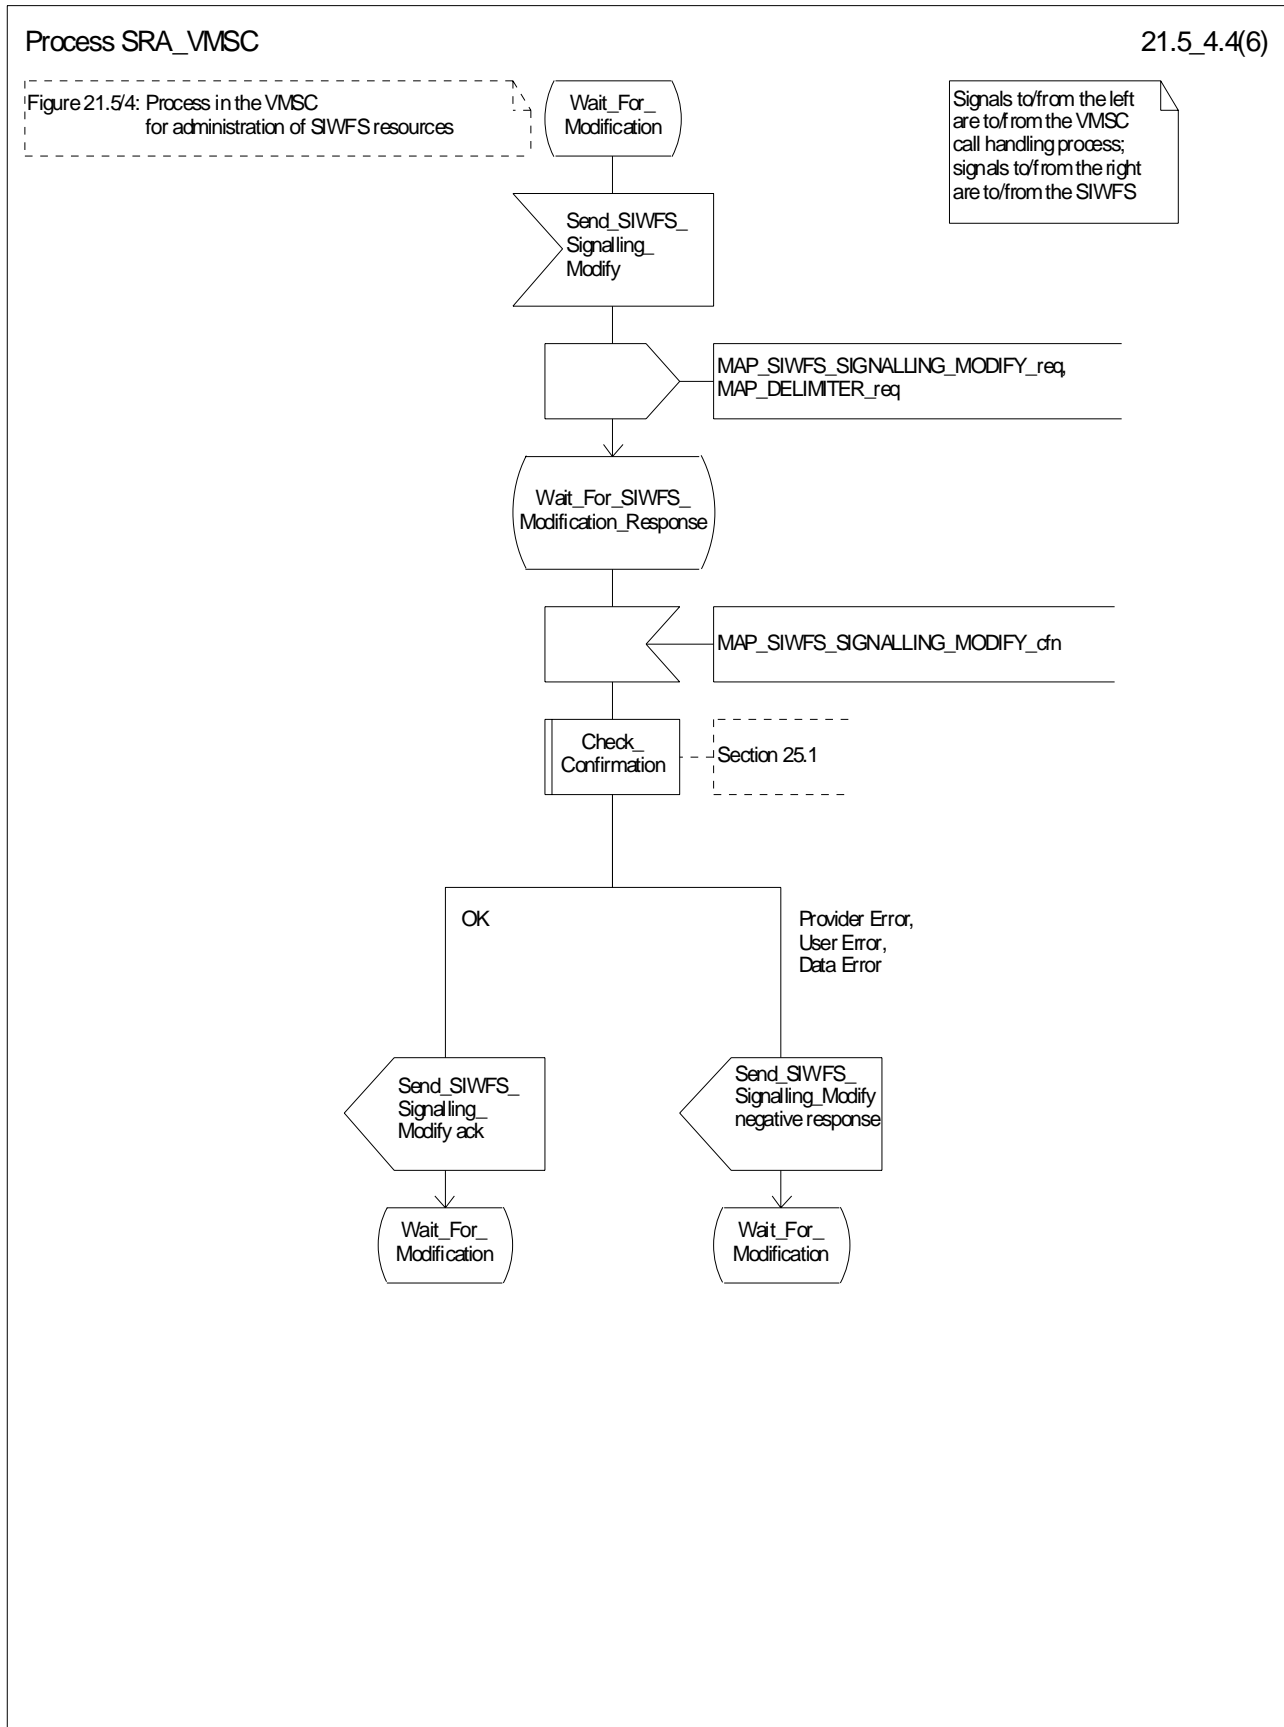 Process SRA_VMSC
21.5_4.4(6)
Figure 21.5/4: Process in the VMSC
for administration of SIWFS resources
Wait_For_
Modification
Signals to/from the left
are to/from the VMSC
call handling process;
signals to/from the right
are to/from the SIWFS
Send_SIWFS_
Signalling_
Modify
MAP_SIWFS_SIGNALLING_MODIFY_req,
MAP_DELIMITER_req
Wait_For_SIWFS_
Modification_Response
MAP_SIWFS_SIGNALLING_MODIFY_cfn
Check_
Confirmation
Section 25.1
OK
Provider Error,
User Error,
Data Error
Send_SIWFS_
Signalling_
Modify ack
Send_SIWFS_
Signalling_Modify
negative response
Wait_For_
Modification
Wait_For_
Modification